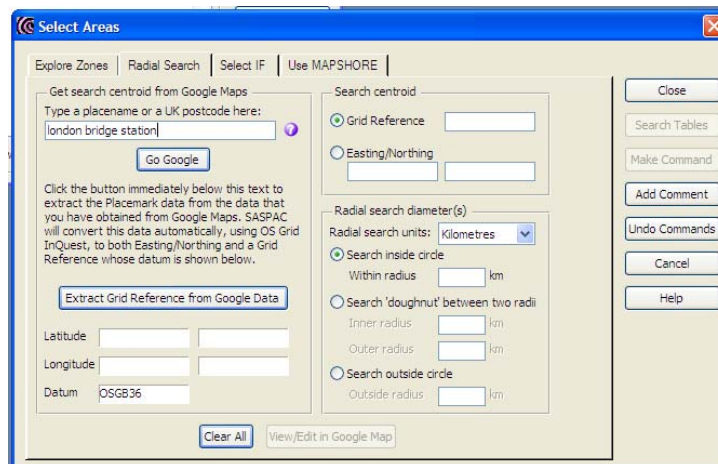 Select Areas
Explore Zones
Radial Search
Select IF
Use MAPSHORE
Get search centroid from Google Maps
Type a placename or a UK postcode here:
london bridge station
?
Go Google
Click the button immediately below this text to
extract the Placemark data from the data that
you have obtained from Google Maps. SASPAC
will convert this data automatically, using OS Grid
InQuest, to both Easting/Northing and a Grid
Reference whose datum is shown below.
Extract Grid Reference from Google Data
Latitude
Longitude
Datum OSGB36
Search centroid
Grid Reference
Easting/Northing
Radial search diameter(s)
Radial search units: Kilometres
Search inside circle
Within radius km
Search 'doughnut' between two radii
Inner radius km
Outer radius km
Search outside circle
Outside radius km
Clear All
View/Edit in Google Map
Close
Search Tables
Make Command
Add Comment
Undo Commands
Cancel
Help